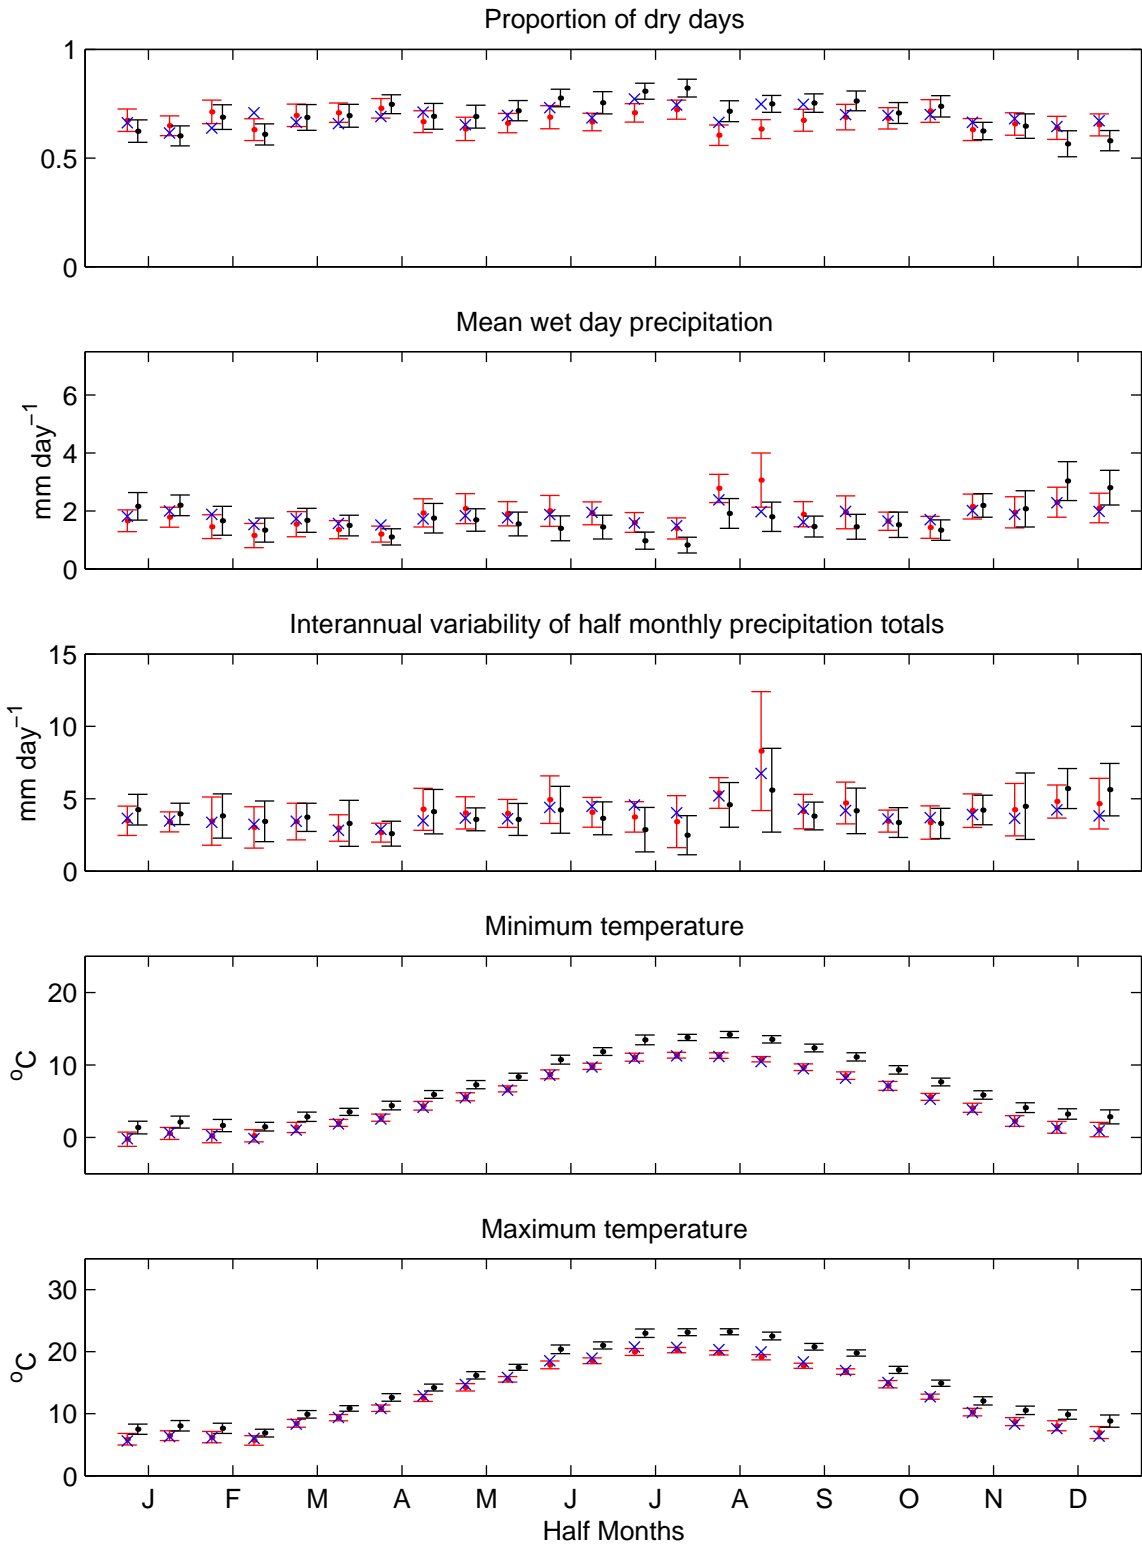 Proportion of dry days
1
0.5
0
Mean wet day precipitation
mm day⁻¹
6
4
2
0
Interannual variability of half monthly precipitation totals
mm day⁻¹
15
10
5
0
Minimum temperature
ºC
20
10
0
Maximum temperature
ºC
30
20
10
0
J F M A M J J A S O N D
Half Months